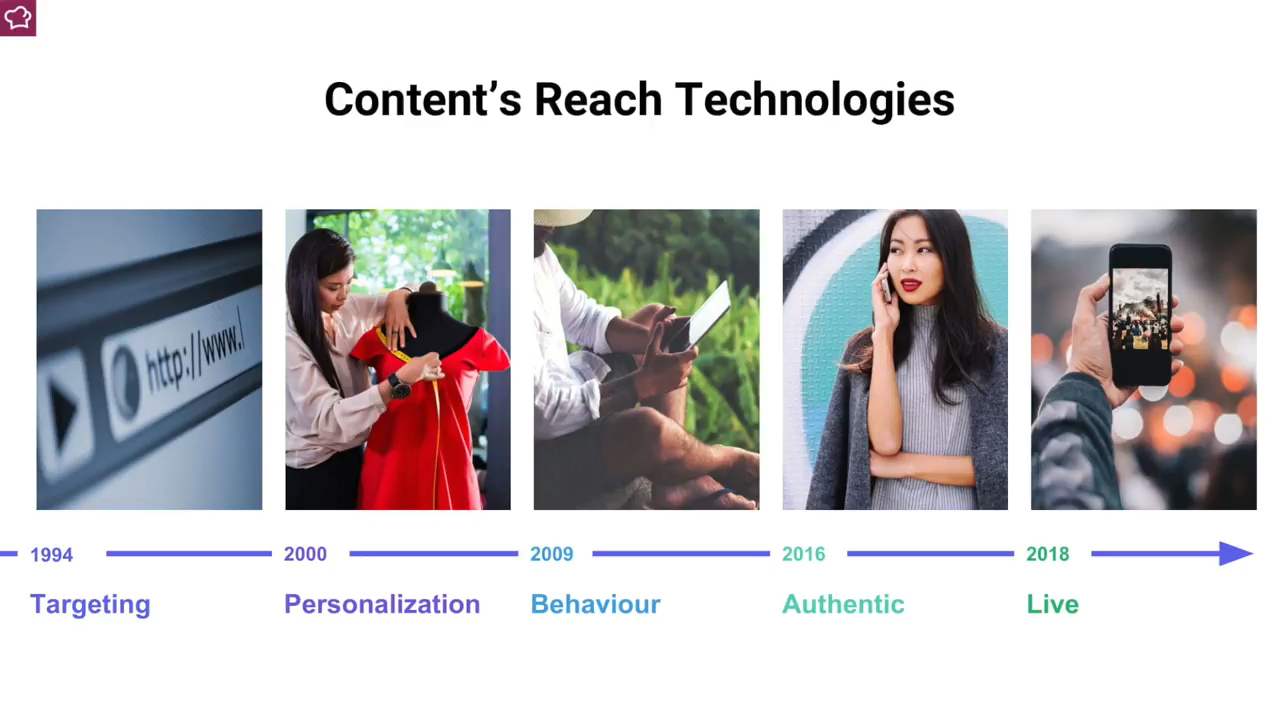 Content’s Reach Technologies
http://www.
1994
2000
2009
2016
2018
Targeting
Personalization
Behaviour
Authentic
Live